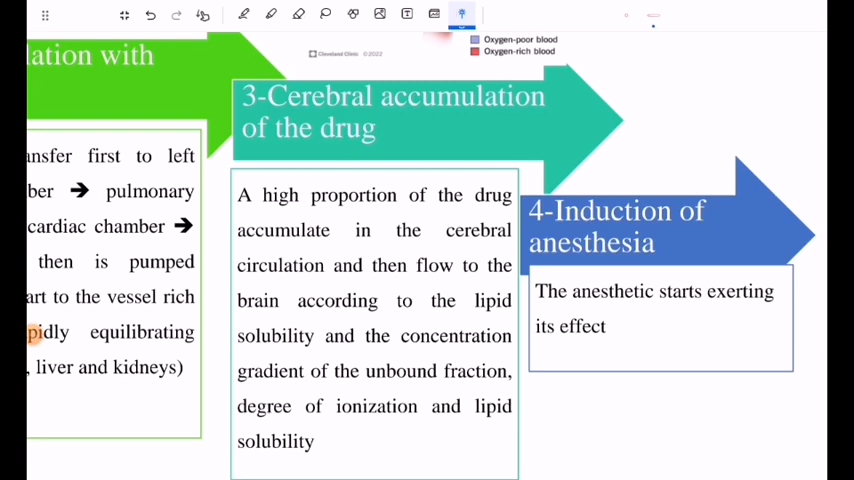 Oxygen-poor blood
Oxygen-rich blood
Cleveland Clinic ©2022
lation with
ansfer first to left
ber ➔ pulmonary
cardiac chamber ➔
then is pumped
art to the vessel rich
pidly equilibrating
, liver and kidneys)
3-Cerebral accumulation
of the drug
A high proportion of the drug
accumulate in the cerebral
circulation and then flow to the
brain according to the lipid
solubility and the concentration
gradient of the unbound fraction,
degree of ionization and lipid
solubility
4-Induction of
anesthesia
The anesthetic starts exerting
its effect